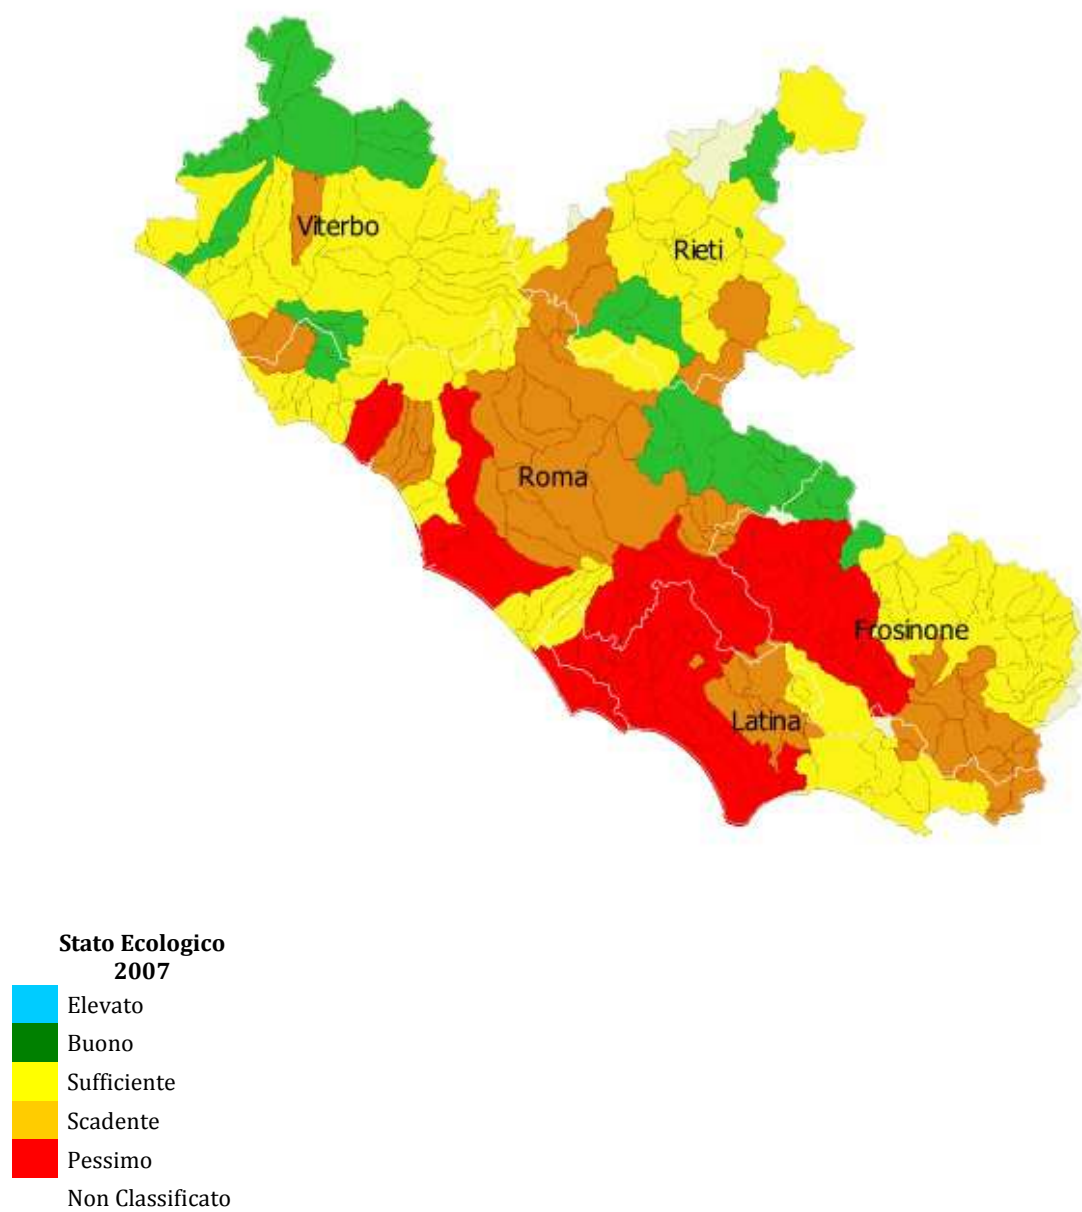 Viterbo
Rieti
Roma
Frosinone
Latina
Stato Ecologico
2007
Elevato
Buono
Sufficiente
Scadente
Pessimo
Non Classificato